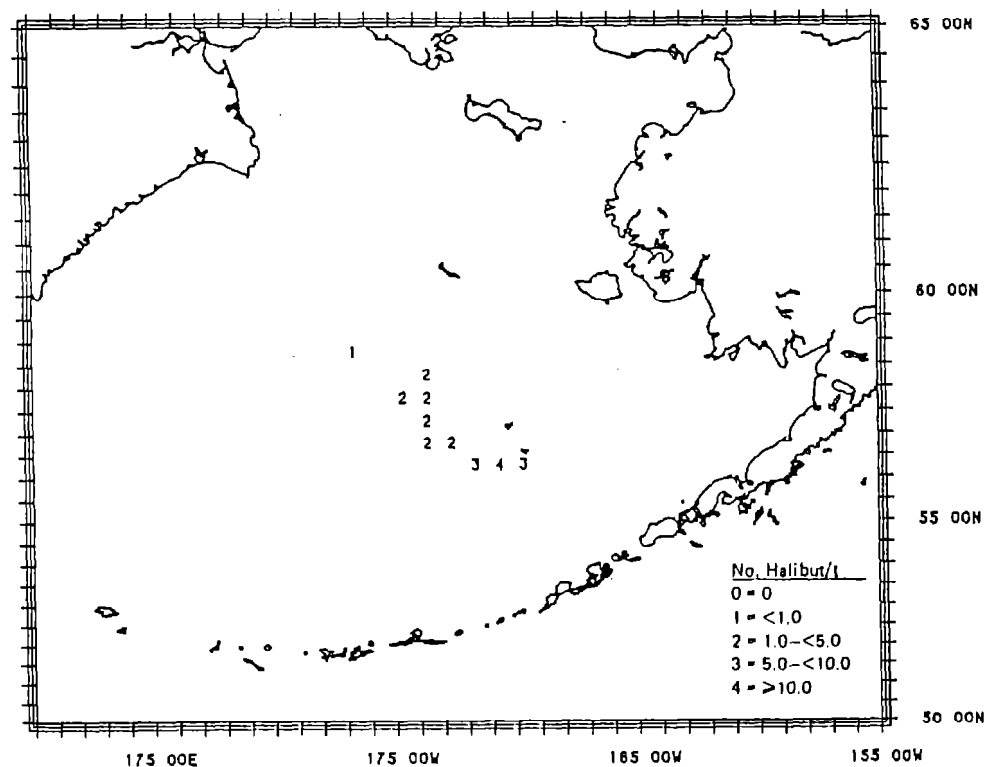 63 00N
60 00N
1
2
2 2
2
2 2
3 4 3
55 00N
No. Halibut/t
0 = 0
1 = <1.0
2 = 1.0-<5.0
3 = 5.0-<10.0
4 = ≥10.0
50 00N
175 00E 175 00W 165 00W 155 00W